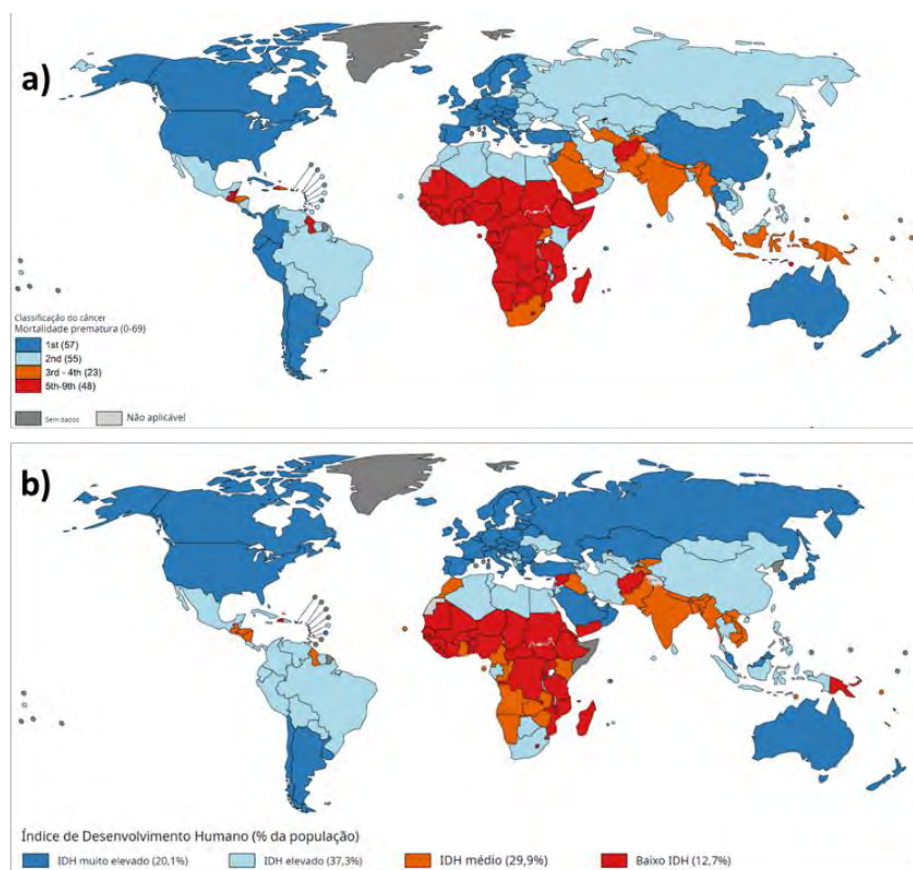 a)
Classificação do câncer
Mortalidade prematura (0-69)
1st (57)
2nd (55)
3rd - 4th (23)
5th-9th (48)
Sem dados
Não aplicável
b)
Índice de Desenvolvimento Humano (% da população)
IDH muito elevado (20,1%)
IDH elevado (37,3%)
IDH médio (29,9%)
Baixo IDH (12,7%)